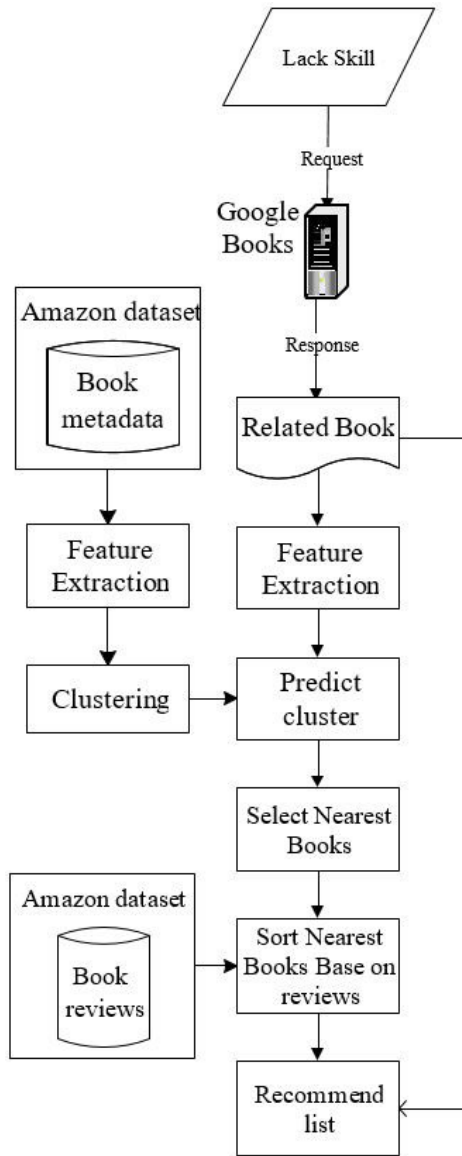 Lack Skill
Request
Google
Books
Response
Amazon dataset
Book
metadata
Related Book
Feature
Extraction
Feature
Extraction
Clustering
Predict
cluster
Select Nearest
Books
Amazon dataset
Book
reviews
Sort Nearest
Books Base on
reviews
Recommend
list